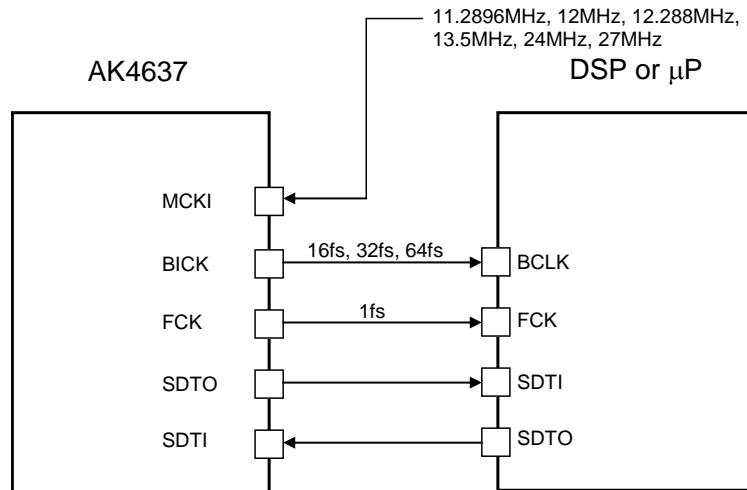 11.2896MHz, 12MHz, 12.288MHz,
13.5MHz, 24MHz, 27MHz
AK4637
DSP or μP
MCKI
BICK
16fs, 32fs, 64fs
BCLK
FCK
1fs
FCK
SDTO
SDTI
SDTI
SDTO